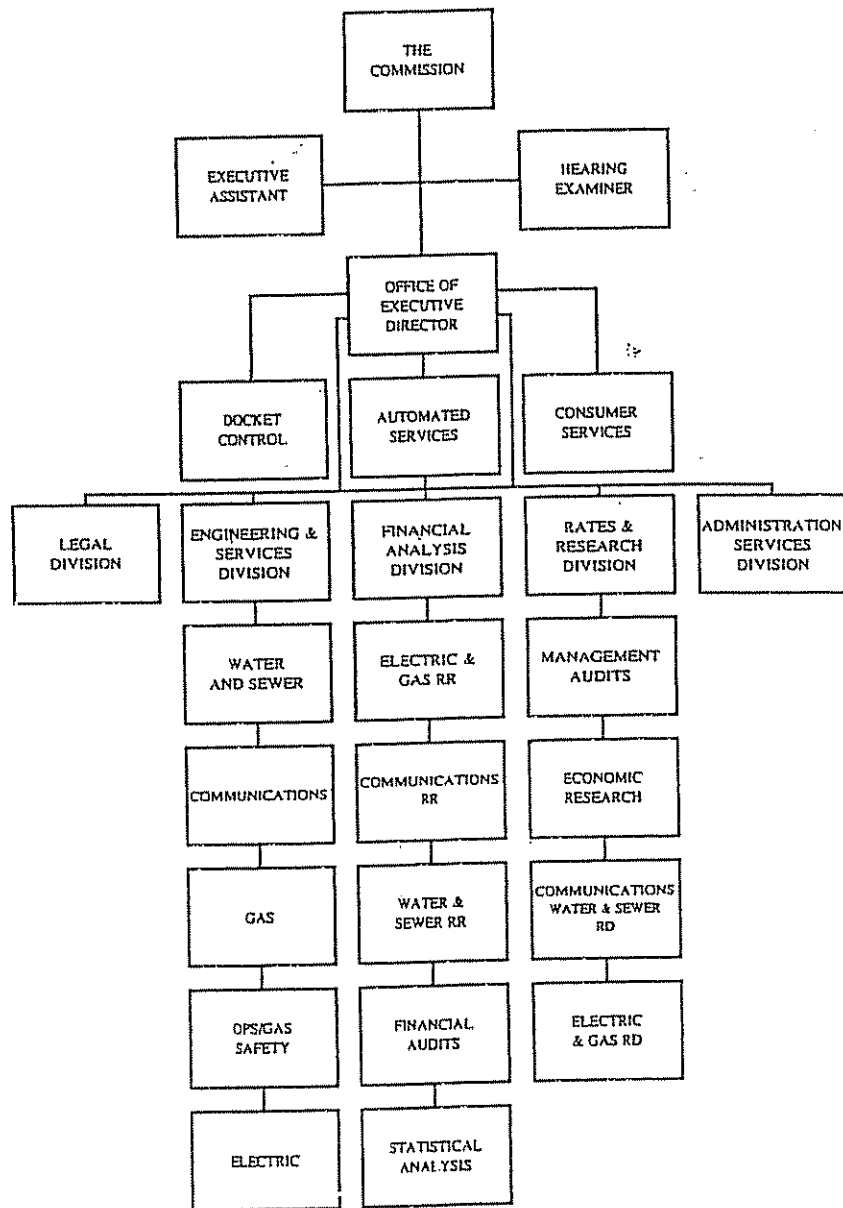 THE
COMMISSION
EXECUTIVE
ASSISTANT
HEARING
EXAMINER
OFFICE OF
EXECUTIVE
DIRECTOR
DOCKET
CONTROL
AUTOMATED
SERVICES
CONSUMER
SERVICES
LEGAL
DIVISION
ENGINEERING &
SERVICES
DIVISION
FINANCIAL
ANALYSIS
DIVISION
RATES &
RESEARCH
DIVISION
ADMINISTRATION
SERVICES
DIVISION
WATER
AND SEWER
ELECTRIC &
GAS RR
MANAGEMENT
AUDITS
COMMUNICATIONS
COMMUNICATIONS
RR
ECONOMIC
RESEARCH
GAS
WATER &
SEWER RR
COMMUNICATIONS
WATER & SEWER
RD
OPS/GAS
SAFETY
FINANCIAL
AUDITS
ELECTRIC
& GAS RD
ELECTRIC
STATISTICAL
ANALYSIS